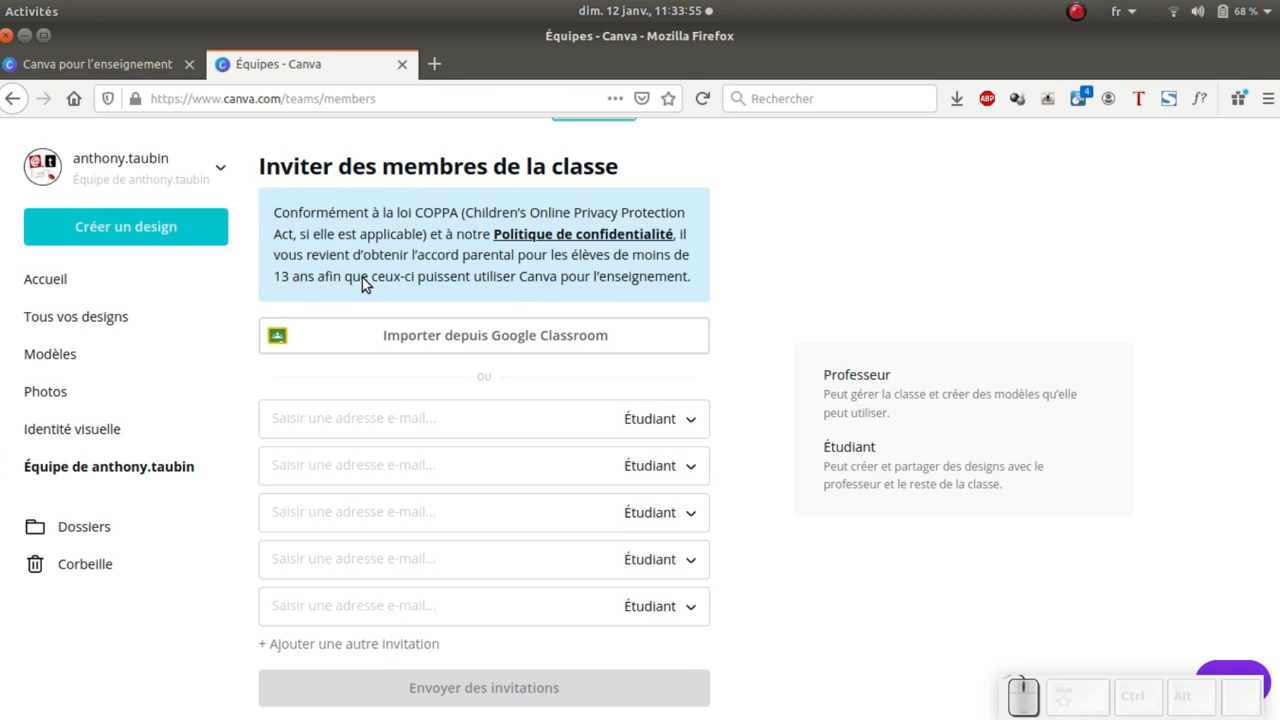 Activités
dim. 12 janv., 11:33:55
fr
68 %
Équipes - Canva - Mozilla Firefox
Canva pour l'enseignement
Équipes - Canva
https://www.canva.com/teams/members
Rechercher
ABP
4
T
S
f?
anthony.taubin
Équipe de anthony.taubin
Créer un design
Accueil
Tous vos designs
Modèles
Photos
Identité visuelle
Équipe de anthony.taubin
Dossiers
Corbeille
Inviter des membres de la classe
Conformément à la loi COPPA (Children's Online Privacy Protection
Act, si elle est applicable) et à notre Politique de confidentialité, il
vous revient d'obtenir l'accord parental pour les élèves de moins de
13 ans afin que ceux-ci puissent utiliser Canva pour l'enseignement.
Importer depuis Google Classroom
OU
Saisir une adresse e-mail... Étudiant
Saisir une adresse e-mail... Étudiant
Saisir une adresse e-mail... Étudiant
Saisir une adresse e-mail... Étudiant
Saisir une adresse e-mail... Étudiant
+ Ajouter une autre invitation
Envoyer des invitations
Professeur
Peut gérer la classe et créer des modèles qu'elle
peut utiliser.
Étudiant
Peut créer et partager des designs avec le
professeur et le reste de la classe.
Shift
Ctrl
Alt